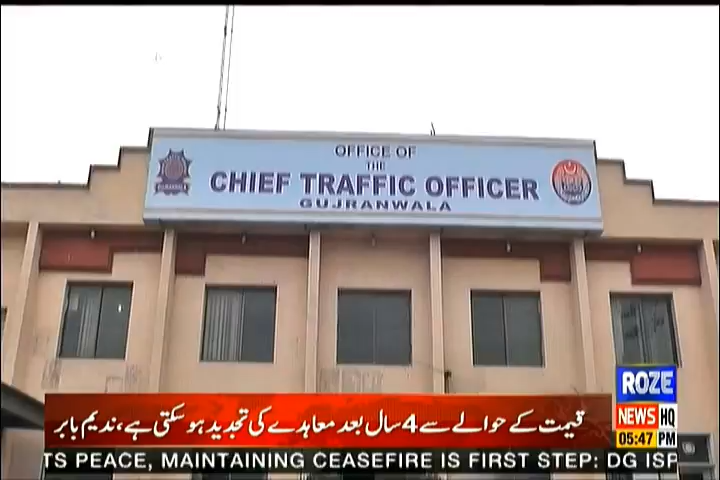 OFFICE OF
THE
CHIEF TRAFFIC OFFICER
GUJRANWALA
ROZE
NEWS HQ
05:47 PM
قیمت کے حوالے سے 4 سال بعد معاہدے کی تجدید ہو سکتی ہے، ندیم بابر
TS PEACE, MAINTAINING CEASEFIRE IS FIRST STEP: DG ISP